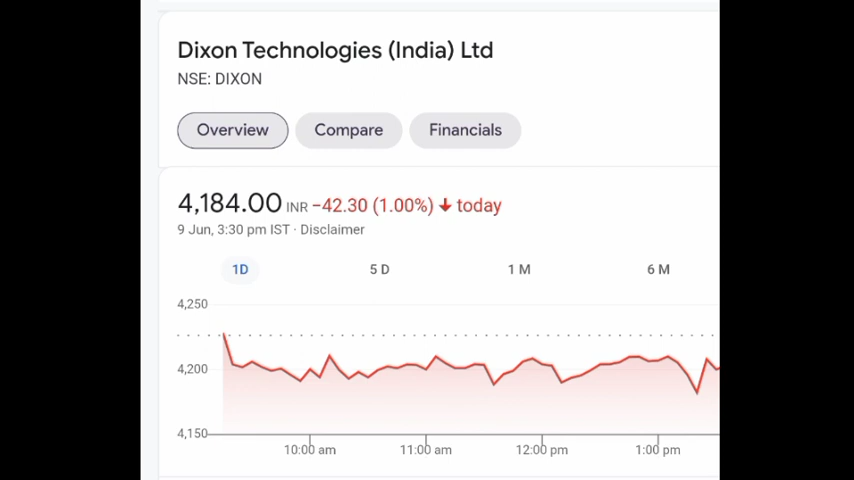 Dixon Technologies (India) Ltd
NSE: DIXON
Overview Compare Financials
4,184.00 INR −42.30 (1.00%) ↓ today
9 Jun, 3:30 pm IST · Disclaimer
1D 5 D 1 M 6 M
4,250
4,200
4,150
10:00 am 11:00 am 12:00 pm 1:00 pm